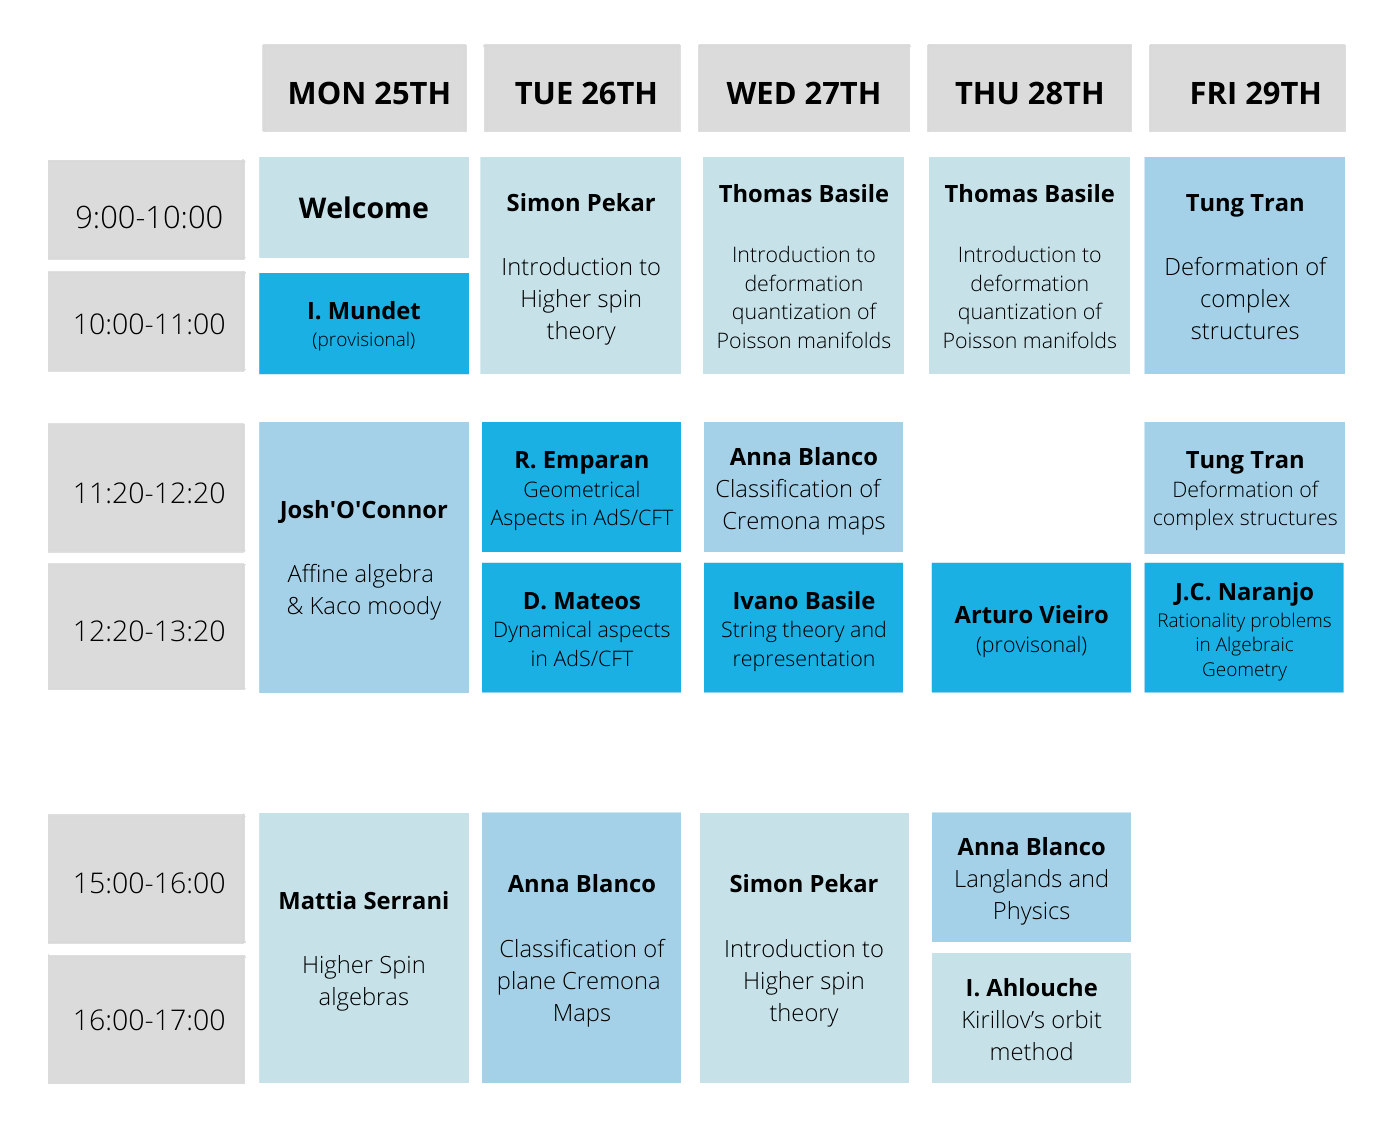 MON 25TH
TUE 26TH
WED 27TH
THU 28TH
FRI 29TH
9:00-10:00
Welcome
10:00-11:00
I. Mundet
(provisional)
Simon Pekar
Introduction to
Higher spin
theory
Thomas Basile
Introduction to
deformation
quantization of
Poisson manifolds
Thomas Basile
Introduction to
deformation
quantization of
Poisson manifolds
Tung Tran
Deformation of
complex
structures
11:20-12:20
12:20-13:20
Josh'O'Connor
Affine algebra
& Kaco moody
R. Emparan
Geometrical
Aspects in AdS/CFT
D. Mateos
Dynamical aspects
in AdS/CFT
Anna Blanco
Classification of
Cremona maps
Ivano Basile
String theory and
representation
Arturo Vieiro
(provisonal)
Tung Tran
Deformation of
complex structures
J.C. Naranjo
Rationality problems
in Algebraic
Geometry
15:00-16:00
16:00-17:00
Mattia Serrani
Higher Spin
algebras
Anna Blanco
Classification of
plane Cremona
Maps
Simon Pekar
Introduction to
Higher spin
theory
Anna Blanco
Langlands and
Physics
I. Ahlouche
Kirillov’s orbit
method